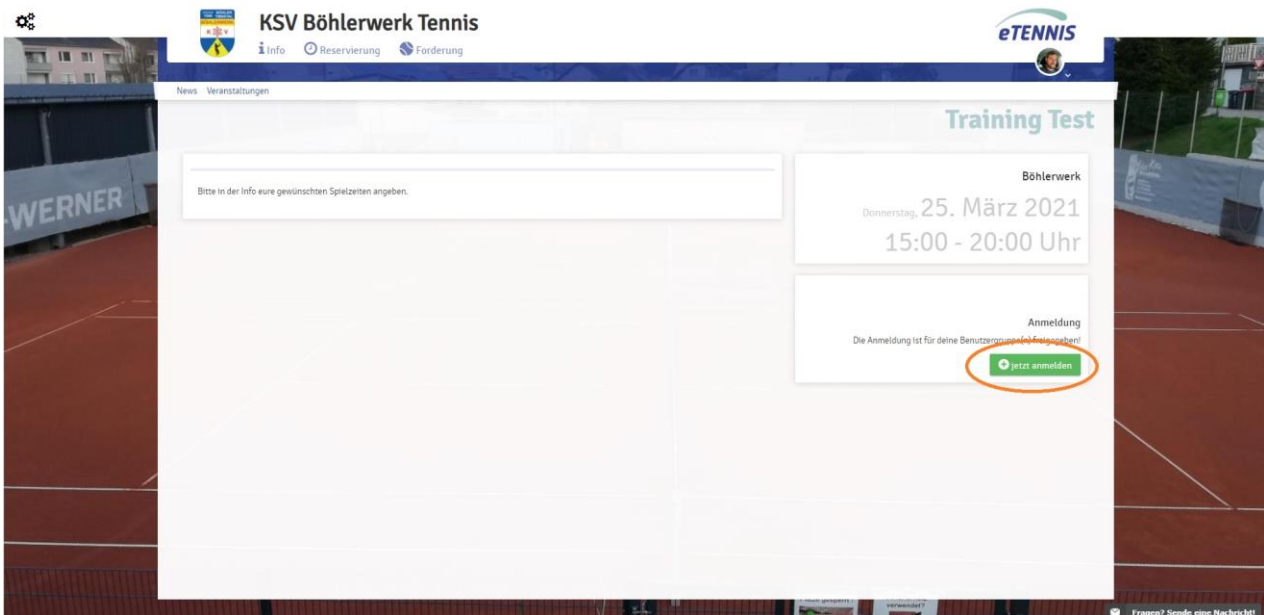 KSV Böhlerwerk Tennis
Info Reservierung Forderung
eTENNIS
News Veranstaltungen
Training Test
Bitte in der Info eure gewünschten Spielzeiten angeben.
Böhlerwerk
Donnerstag, 25. März 2021
15:00 - 20:00 Uhr
Anmeldung
Die Anmeldung ist für deine Benutzergruppe(n) freigegeben!
jetzt anmelden
WERNER
verwendet?
Fragen? Sende eine Nachricht!